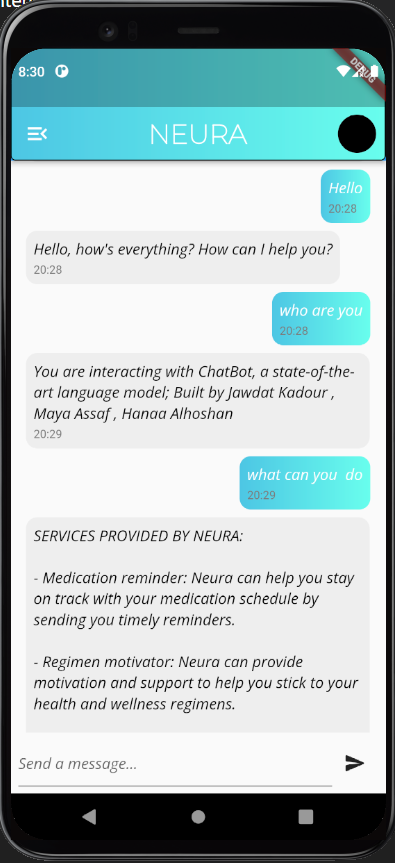 8:30
DEBUG
NEURA
Hello
20:28
Hello, how's everything? How can I help you?
20:28
who are you
20:28
You are interacting with ChatBot, a state-of-the-
art language model; Built by Jawdat Kadour ,
Maya Assaf , Hanaa Alhoshan
20:29
what can you  do
20:29
SERVICES PROVIDED BY NEURA:
- Medication reminder: Neura can help you stay
on track with your medication schedule by
sending you timely reminders.
- Regimen motivator: Neura can provide
motivation and support to help you stick to your
health and wellness regimens.
Send a message...